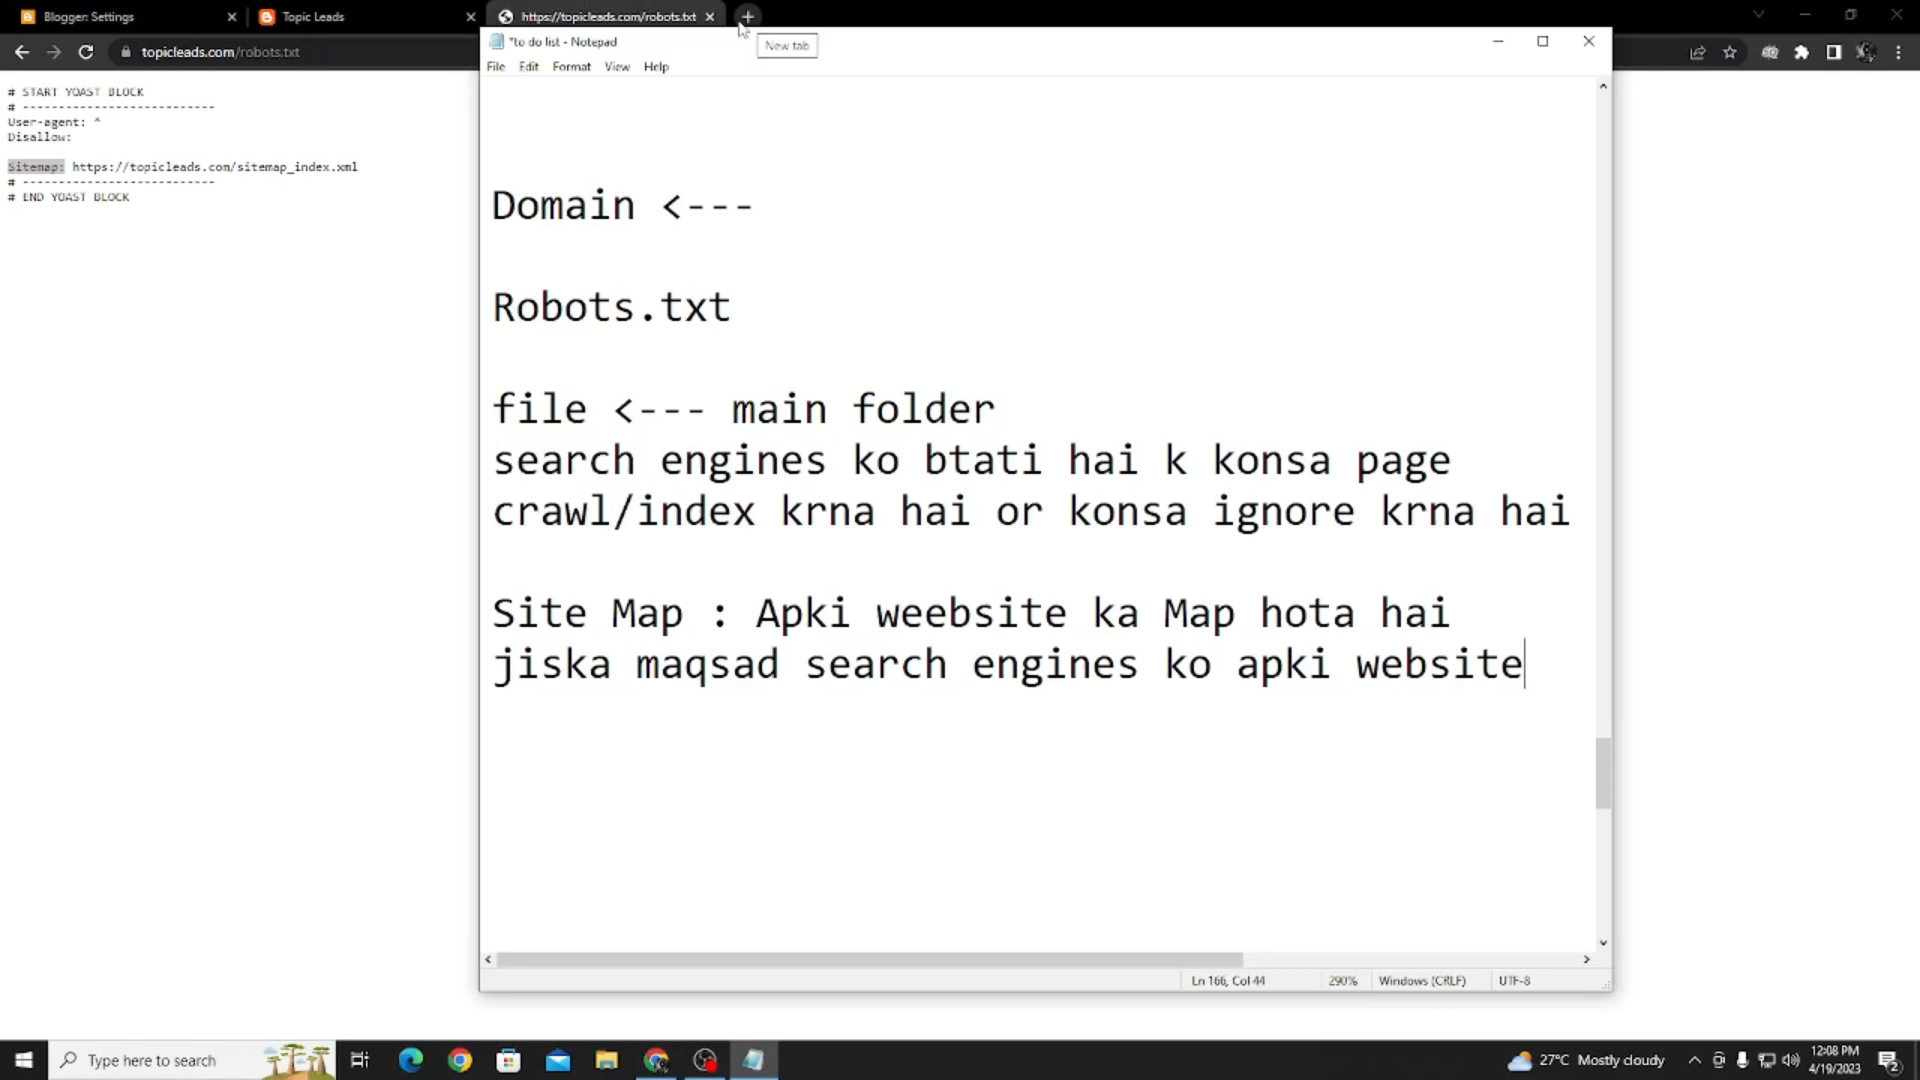 Blogger: Settings
Topic Leads
https://topicleads.com/robots.txt
topicleads.com/robots.txt
New tab
*to do list - Notepad
File Edit Format View Help
# START YOAST BLOCK
# ---------------------------
User-agent: *
Disallow:
Sitemap: https://topicleads.com/sitemap_index.xml
# ---------------------------
# END YOAST BLOCK
Domain <---
Robots.txt
file <--- main folder
search engines ko btati hai k konsa page
crawl/index krna hai or konsa ignore krna hai
Site Map : Apki weebsite ka Map hota hai
jiska maqsad search engines ko apki website
Ln 166, Col 44 290% Windows (CRLF) UTF-8
Type here to search
27°C Mostly cloudy
12:08 PM
4/19/2023
2